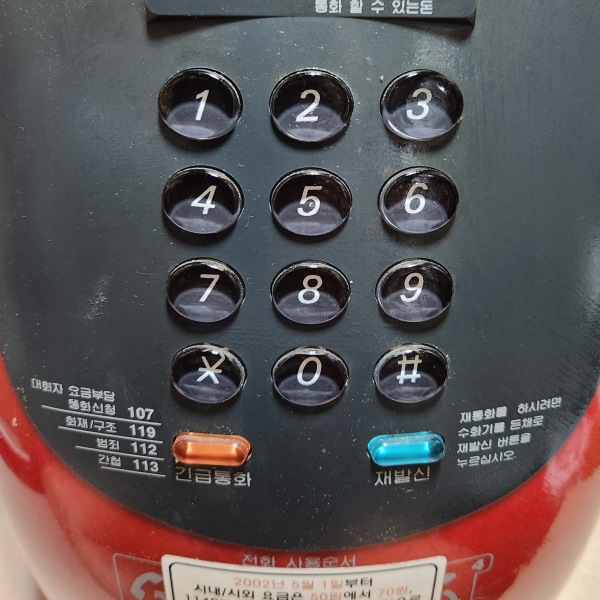 통화 할 수 있는돈
1 2 3
4 5 6
7 8 9
* 0 #
대화자 요금부담
통화신청 107
화재/구조 119
범죄 112
간첩 113
긴급통화
재발신
재통화를 하시려면
수화기를 든채로
재발신 버튼을
누르십시오.
전화 사용순서
4
2002년 5월 1일부터
시내/시외 요금은 50원에서 70원,